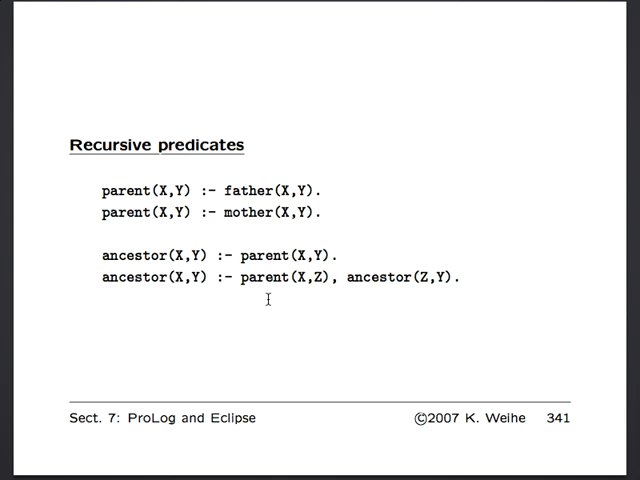 Recursive predicates
parent(X,Y) :- father(X,Y).
parent(X,Y) :- mother(X,Y).
ancestor(X,Y) :- parent(X,Y).
ancestor(X,Y) :- parent(X,Z), ancestor(Z,Y).
Sect. 7: ProLog and Eclipse ©2007 K. Weihe 341